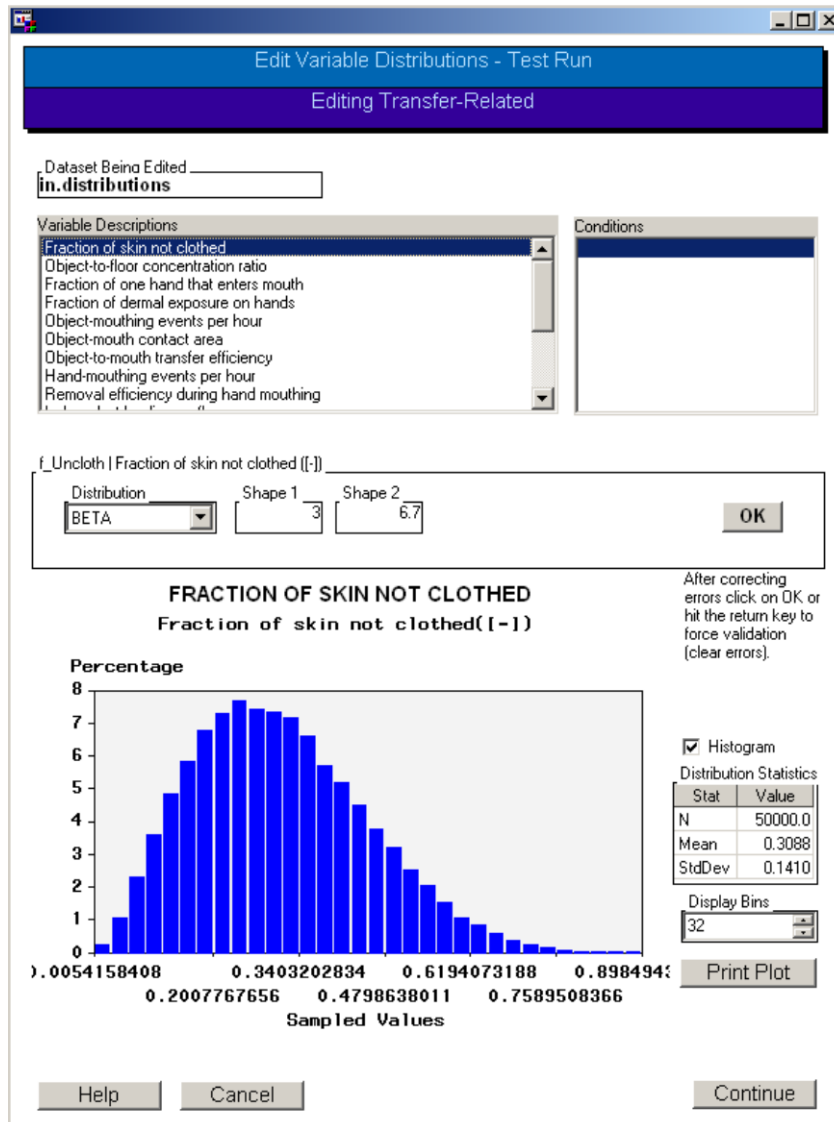 Edit Variable Distributions - Test Run
Editing Transfer-Related
Dataset Being Edited
in.distributions
Variable Descriptions
Fraction of skin not clothed
Object-to-floor concentration ratio
Fraction of one hand that enters mouth
Fraction of dermal exposure on hands
Object-mouthing events per hour
Object-mouth contact area
Object-to-mouth transfer efficiency
Hand-mouthing events per hour
Removal efficiency during hand mouthing
Conditions
f_Uncloth | Fraction of skin not clothed ([-])
Distribution Shape 1 Shape 2
BETA 3 6.7 OK
After correcting
errors click on OK or
hit the return key to
force validation
(clear errors).
FRACTION OF SKIN NOT CLOTHED
Fraction of skin not clothed([-])
Percentage
8
7
6
5
4
3
2
1
0
0.0054158408 0.3403202834 0.6194073188 0.8984943
0.2007767656 0.4798638011 0.7589508366
Sampled Values
Histogram
Distribution Statistics
Stat Value
N 50000.0
Mean 0.3088
StdDev 0.1410
Display Bins
32
Print Plot
Help Cancel Continue